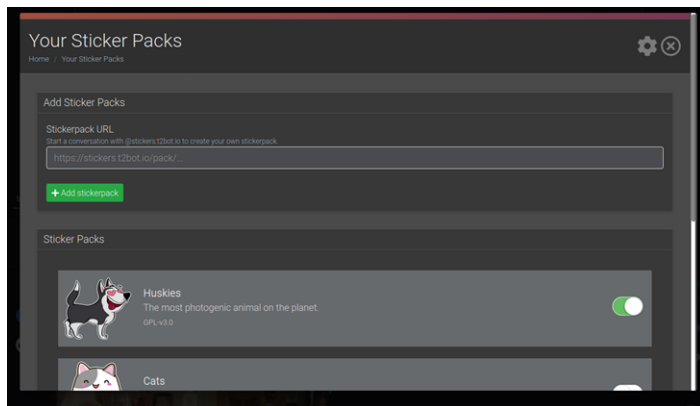 Your Sticker Packs
Home / Your Sticker Packs
Add Sticker Packs
Stickerpack URL
Start a conversation with @stickers:t2bot.io to create your own stickerpack.
https://stickers.t2bot.io/pack/...
+ Add stickerpack
Sticker Packs
Huskies
The most photogenic animal on the planet.
GPL-v3.0
Cats